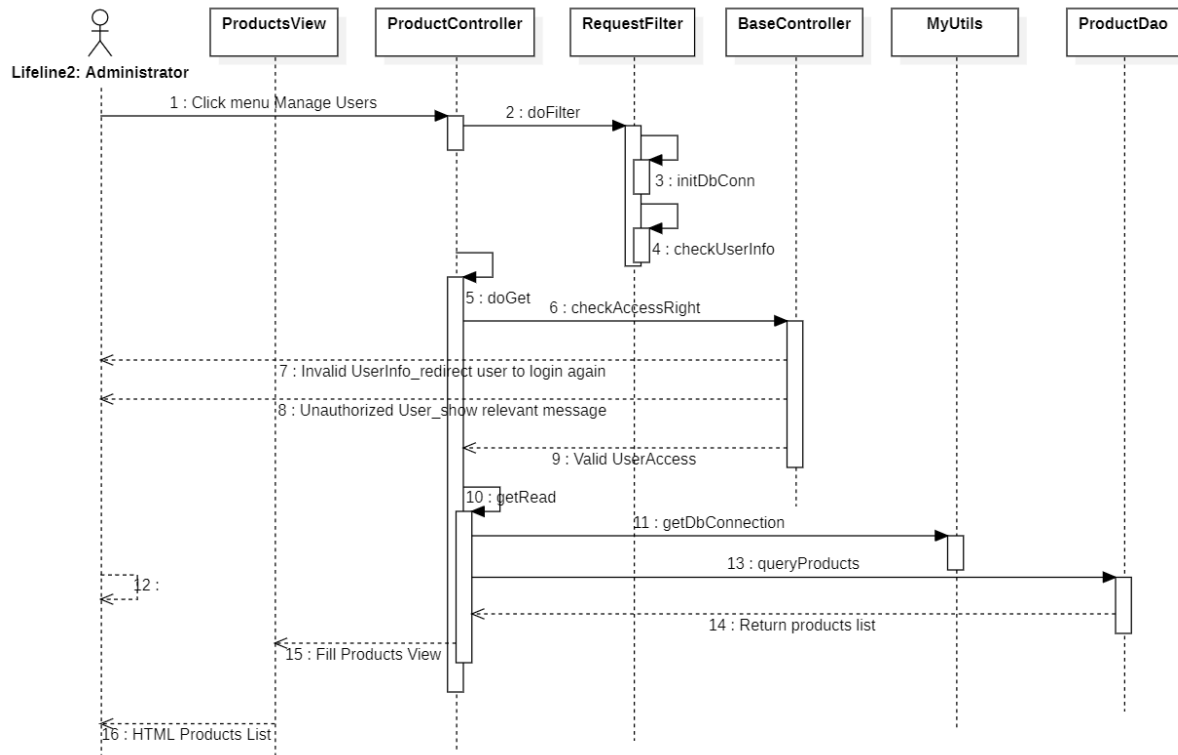 ProductsView
ProductController
RequestFilter
BaseController
MyUtils
ProductDao
Lifeline2: Administrator
1 : Click menu Manage Users
2 : doFilter
3 : initDbConn
4 : checkUserInfo
5 : doGet
6 : checkAccessRight
7 : Invalid UserInfo_redirect user to login again
8 : Unauthorized User_show relevant message
9 : Valid UserAccess
10 : getRead
11 : getDbConnection
12 :
13 : queryProducts
14 : Return products list
15 : Fill Products View
16 : HTML Products List